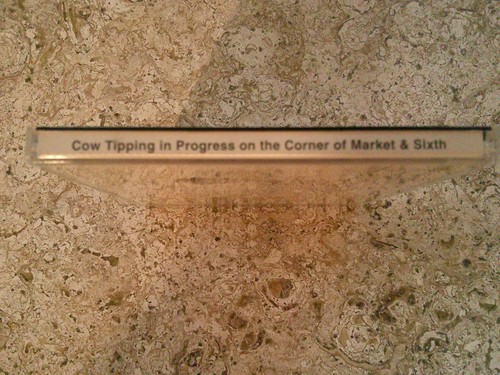 Cow Tipping in Progress on the Corner of Market & Sixth